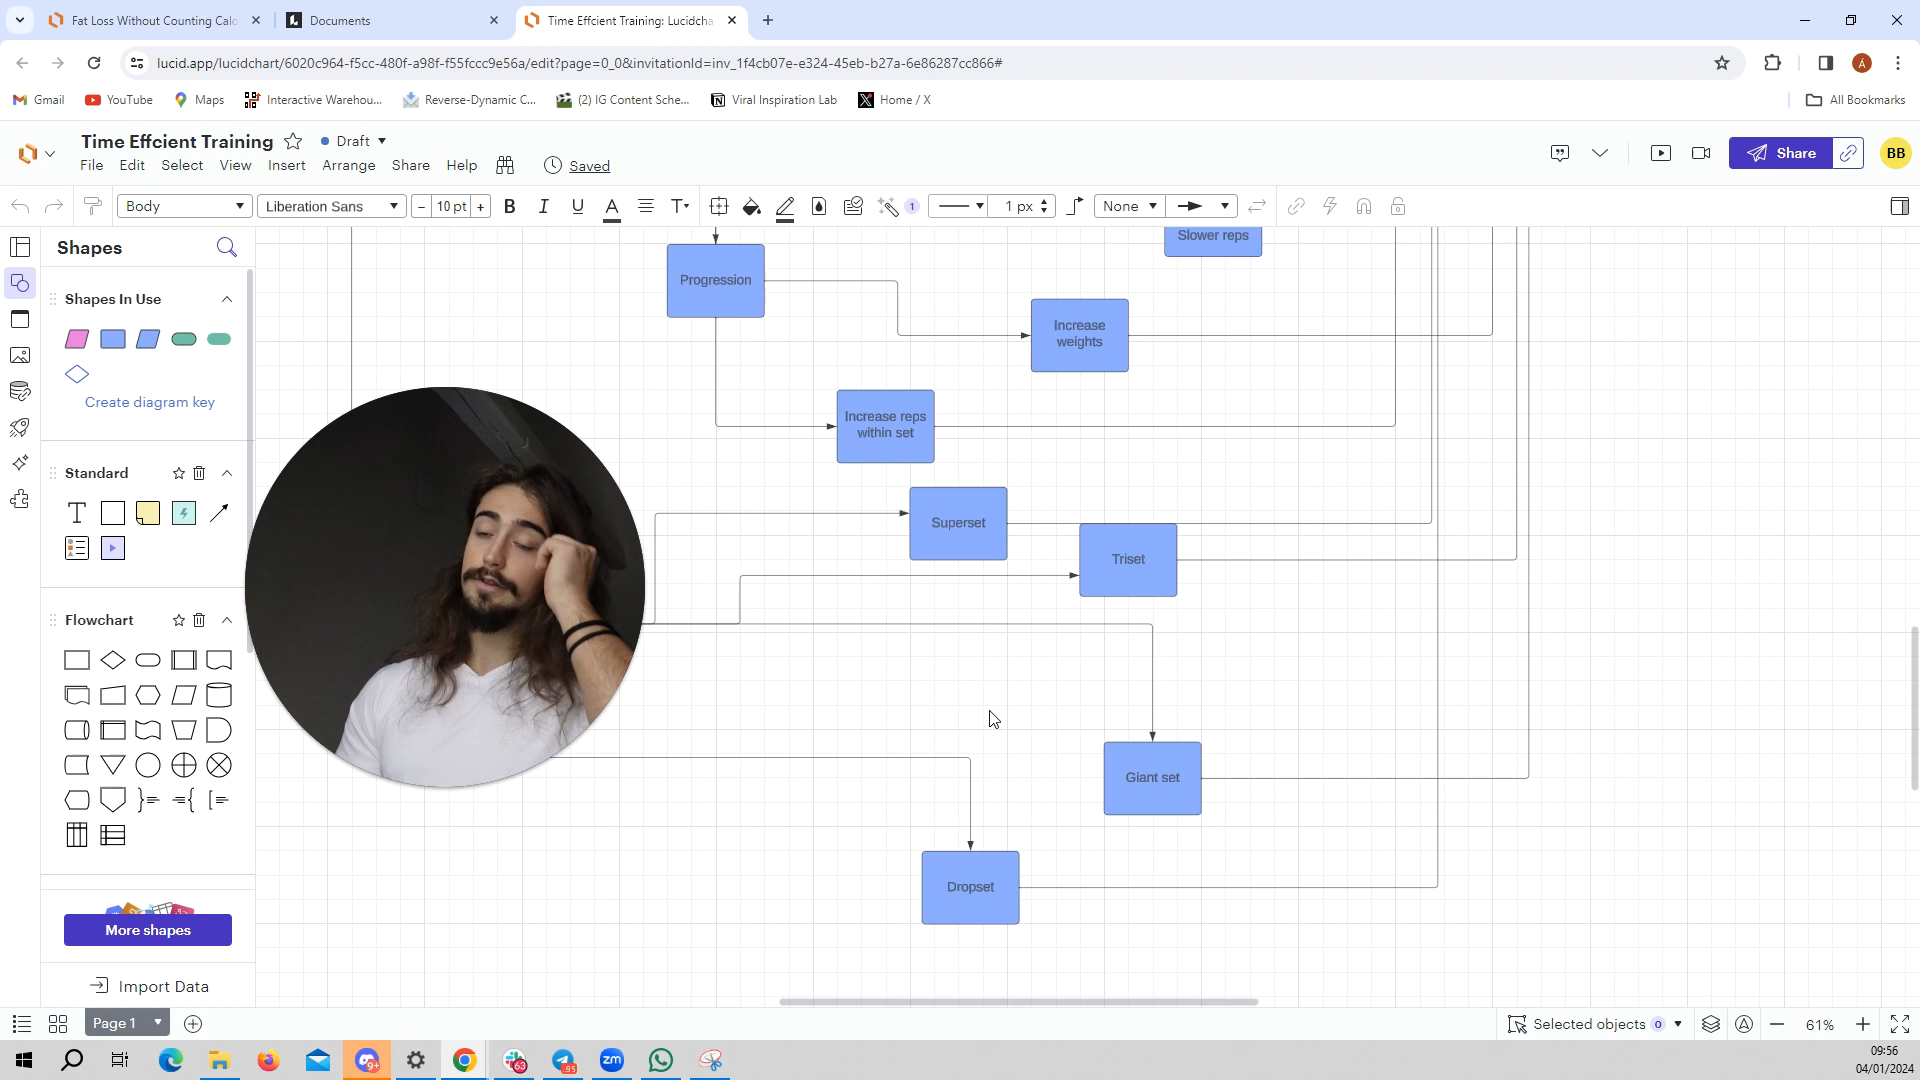 Fat Loss Without Counting Calo
Documents
Time Effcient Training: Lucidcha
lucid.app/lucidchart/6020c964-f5cc-480f-a98f-f55fccc9e56a/edit?page=0_0&invitationId=inv_1f4cb07e-e324-45eb-b27a-6e86287cc866#
A
Gmail
YouTube
Maps
Interactive Warehou...
Reverse-Dynamic C...
(2) IG Content Sche...
Viral Inspiration Lab
Home / X
All Bookmarks
Time Effcient Training
Draft
File
Edit
Select
View
Insert
Arrange
Share
Help
Saved
Share
BB
Body
Liberation Sans
- 10 pt +
B
I
U
A
T
1
1 px
None
Shapes
Shapes In Use
Create diagram key
Standard
T
Flowchart
More shapes
Import Data
Slower reps
Progression
Increase
weights
Increase reps
within set
Superset
Triset
Giant set
Dropset
Page 1
Selected objects 0
61%
9+
63
95
zm
09:56
04/01/2024